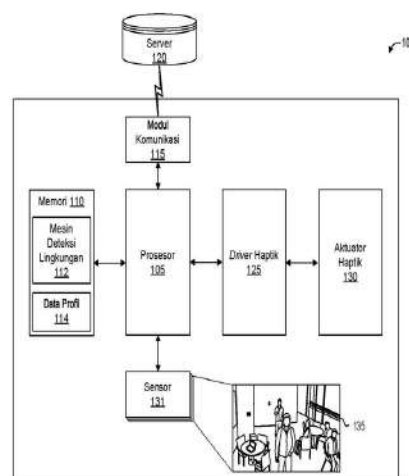 Server
120
10
Modul
Komunikasi
115
Memori 110
Mesin
Deteksi
Lingkungan
112
Data Profil
114
Prosesor
105
Driver Haptik
125
Aktuator
Haptik
130
Sensor
131
135